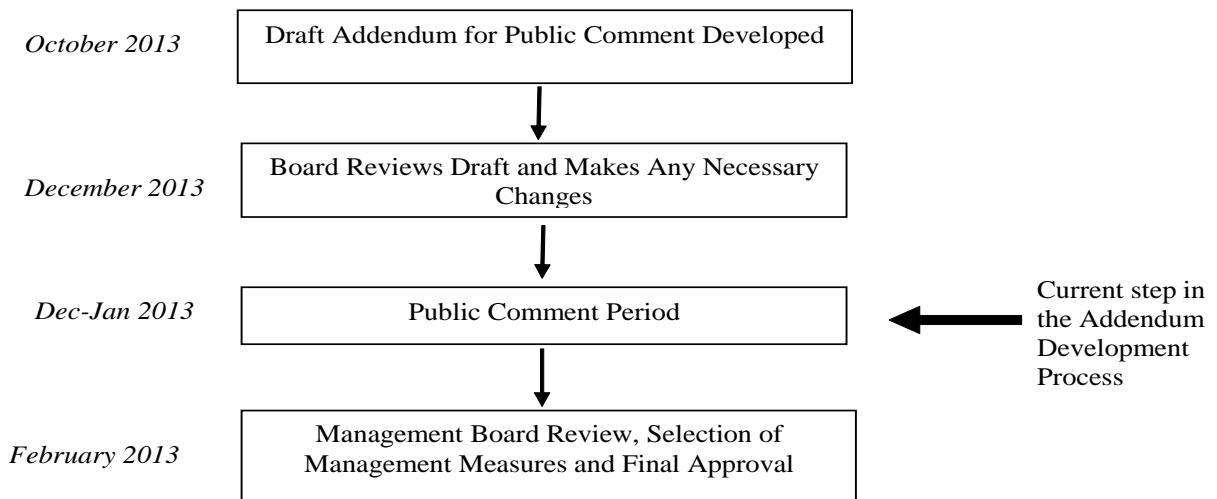 October 2013
Draft Addendum for Public Comment Developed
December 2013
Board Reviews Draft and Makes Any Necessary
Changes
Dec-Jan 2013
Public Comment Period
Current step in
the Addendum
Development
Process
February 2013
Management Board Review, Selection of
Management Measures and Final Approval